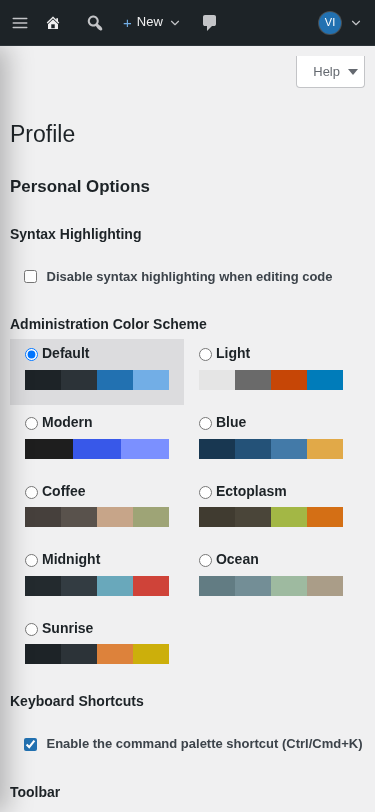 + New
VI
Help
Profile
Personal Options
Syntax Highlighting
Disable syntax highlighting when editing code
Administration Color Scheme
Default
Light
Modern
Blue
Coffee
Ectoplasm
Midnight
Ocean
Sunrise
Keyboard Shortcuts
Enable the command palette shortcut (Ctrl/Cmd+K)
Toolbar